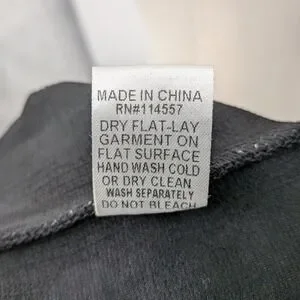 MADE IN CHINA
RN#114557
DRY FLAT-LAY
GARMENT ON
FLAT SURFACE
HAND WASH COLD
OR DRY CLEAN
WASH SEPARATELY
DO NOT BLEACH